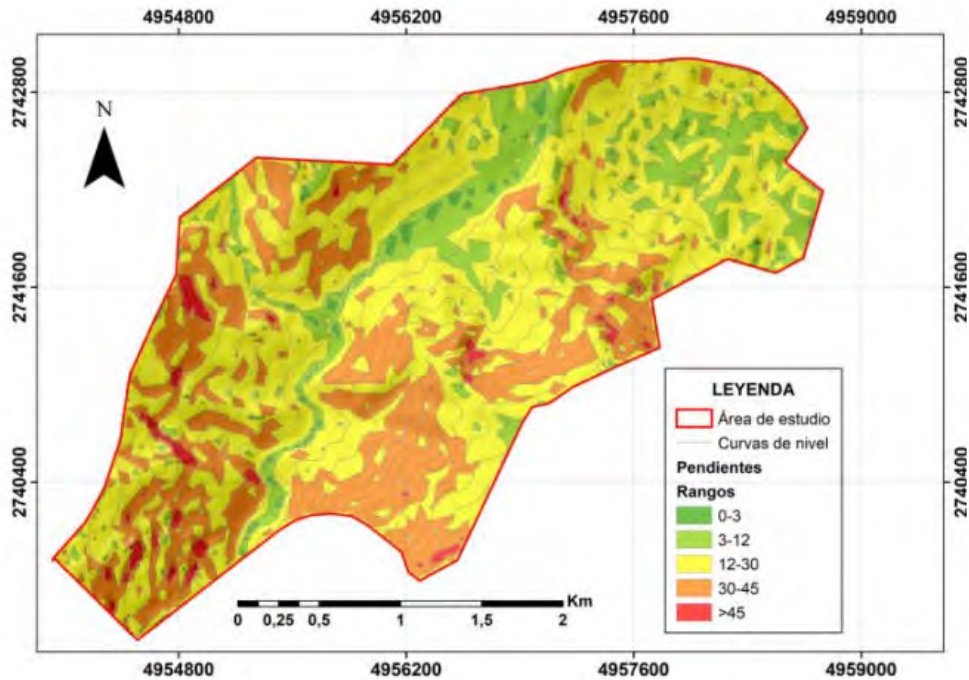 4954800 4956200 4957600 4959000
2742800 2742800
N
2741600 2741600
LEYENDA
Área de estudio
Curvas de nivel
Pendientes
2740400 2740400
Rangos
0-3
3-12
12-30
30-45
>45
Km
0 0,25 0,5 1 1,5 2
4954800 4956200 4957600 4959000